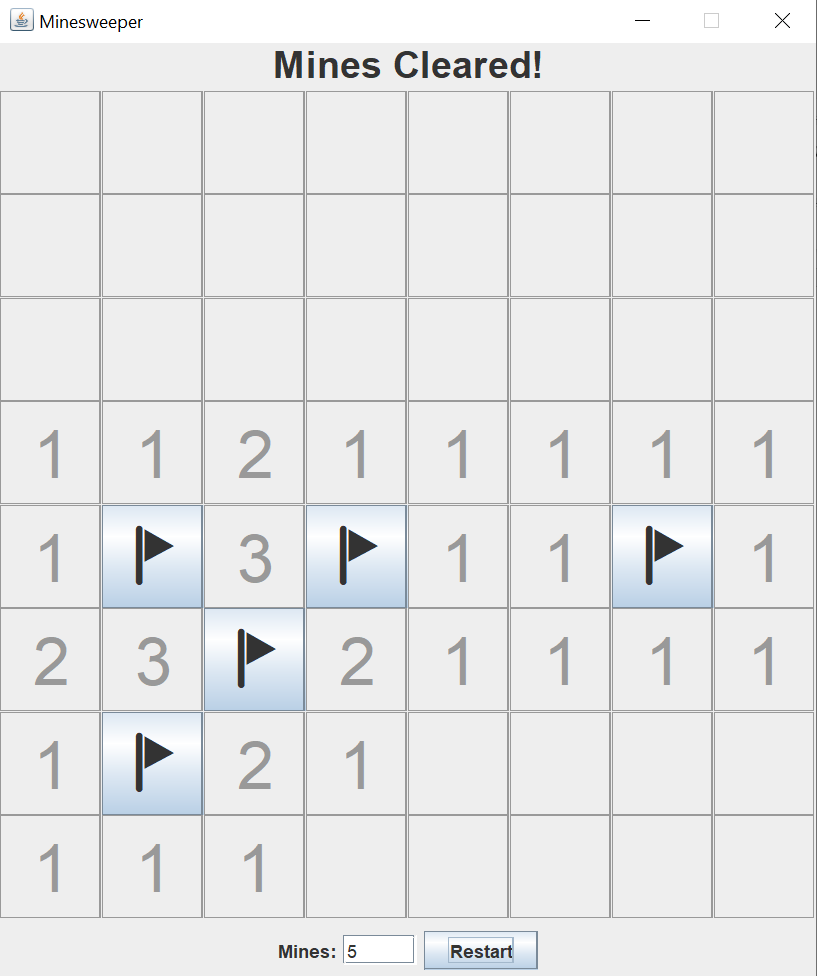 Minesweeper
Mines Cleared!
1 1 2 1 1 1 1 1
1 3 1 1 1
2 3 2 1 1 1 1
1 2 1
1 1 1
Mines: 5 Restart